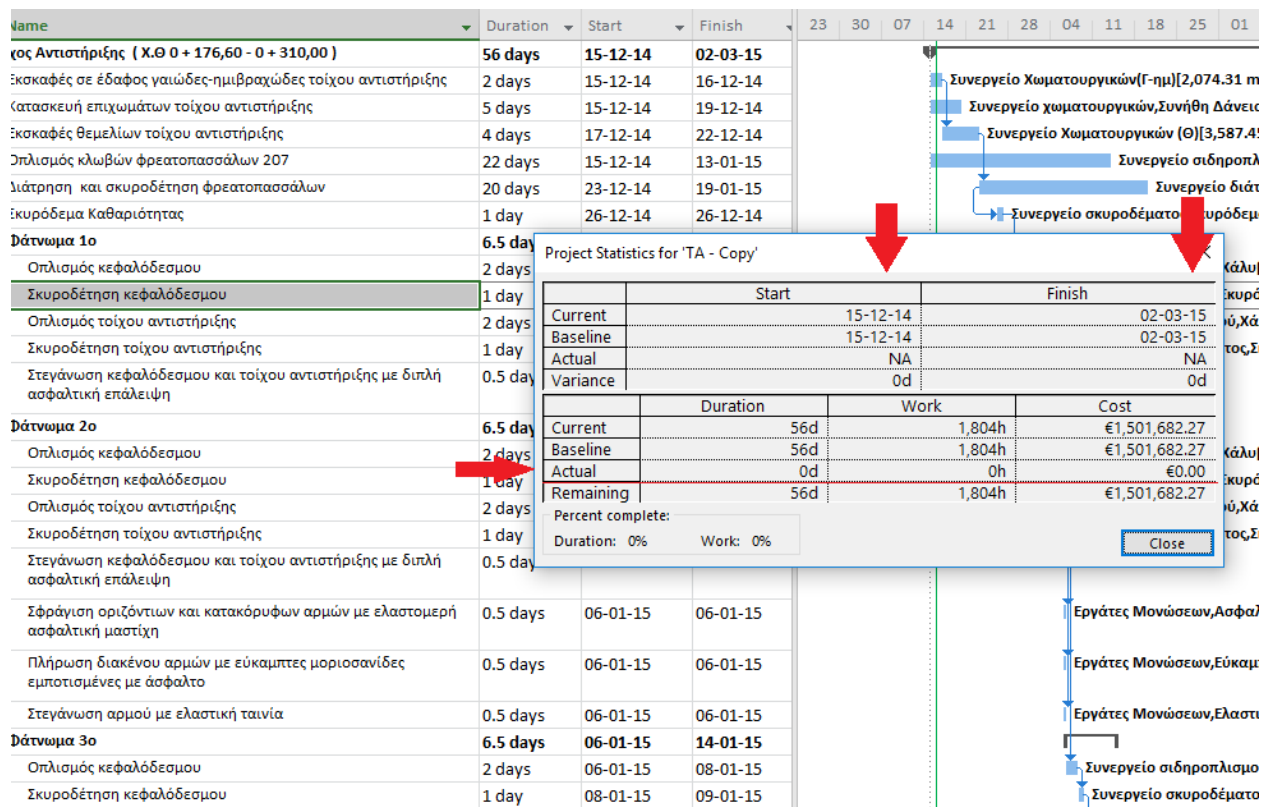 Name Duration Start Finish 23 30 07 14 21 28 04 11 18 25 01
χος Αντιστήριξης ( Χ.Θ 0 + 176,60 - 0 + 310,00 ) 56 days 15-12-14 02-03-15
Εκσκαφές σε έδαφος γαιώδες-ημιβραχώδες τοίχου αντιστήριξης 2 days 15-12-14 16-12-14 Συνεργείο Χωματουργικών(Γ-ημ)[2,074.31 m
Κατασκευή επιχωμάτων τοίχου αντιστήριξης 5 days 15-12-14 19-12-14 Συνεργείο χωματουργικών,Συνήθη Δάνεισ
Εκσκαφές θεμελίων τοίχου αντιστήριξης 4 days 17-12-14 22-12-14 Συνεργείο Χωματουργικών (Θ)[3,587.45
Οπλισμός κλωβών φρεατοπασσάλων 207 22 days 15-12-14 13-01-15 Συνεργείο σιδηροπλ
Διάτρηση και σκυροδέτηση φρεατοπασσάλων 20 days 23-12-14 19-01-15 Συνεργείο διάτ
Σκυρόδεμα Καθαριότητας 1 day 26-12-14 26-12-14 Συνεργείο σκυροδέματο υρόδεμ
Φάτνωμα 1ο 6.5 day
Οπλισμός κεφαλόδεσμου 2 days Χάλυβ
Σκυροδέτηση κεφαλόδεσμου 1 day Σκυρό
Οπλισμός τοίχου αντιστήριξης 2 days ύ,Χά
Σκυροδέτηση τοίχου αντιστήριξης 1 day τος,Σ
Στεγάνωση κεφαλόδεσμου και τοίχου αντιστήριξης με διπλή 0.5 day
ασφαλτική επάλειψη
Φάτνωμα 2ο 6.5 day
Οπλισμός κεφαλόδεσμου 2 days Χάλυβ
Σκυροδέτηση κεφαλόδεσμου 1 day Σκυρό
Οπλισμός τοίχου αντιστήριξης 2 days ύ,Χά
Σκυροδέτηση τοίχου αντιστήριξης 1 day τος,Σ
Στεγάνωση κεφαλόδεσμου και τοίχου αντιστήριξης με διπλή 0.5 day
ασφαλτική επάλειψη
Σφράγιση οριζόντιων και κατακόρυφων αρμών με ελαστομερή 0.5 days 06-01-15 06-01-15 Εργάτες Μονώσεων,Ασφαλ
ασφαλτική μαστίχη
Πλήρωση διακένου αρμών με εύκαμπτες μοριοσανίδες 0.5 days 06-01-15 06-01-15 Εργάτες Μονώσεων,Εύκαμ
εμποτισμένες με άσφαλτο
Στεγάνωση αρμού με ελαστική ταινία 0.5 days 06-01-15 06-01-15 Εργάτες Μονώσεων,Ελαστι
Φάτνωμα 3ο 6.5 days 06-01-15 14-01-15
Οπλισμός κεφαλόδεσμου 2 days 06-01-15 08-01-15 Συνεργείο σιδηροπλισμο
Σκυροδέτηση κεφαλόδεσμου 1 day 08-01-15 09-01-15 Συνεργείο σκυροδέματο
Project Statistics for 'TA - Copy'
Start Finish
Current 15-12-14 02-03-15
Baseline 15-12-14 02-03-15
Actual NA NA
Variance 0d 0d
Duration Work Cost
Current 56d 1,804h €1,501,682.27
Baseline 56d 1,804h €1,501,682.27
Actual 0d 0h €0.00
Remaining 56d 1,804h €1,501,682.27
Percent complete:
Duration: 0% Work: 0%
Close